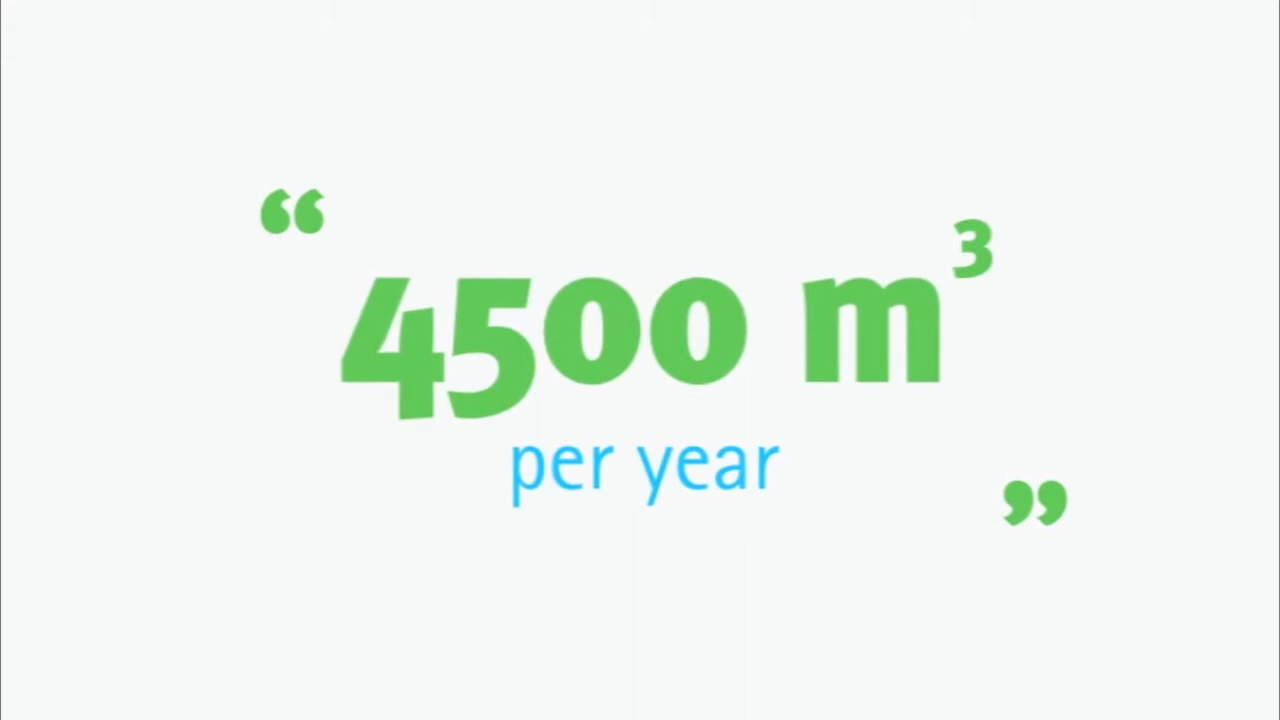 “ 4500 m³
per year ”